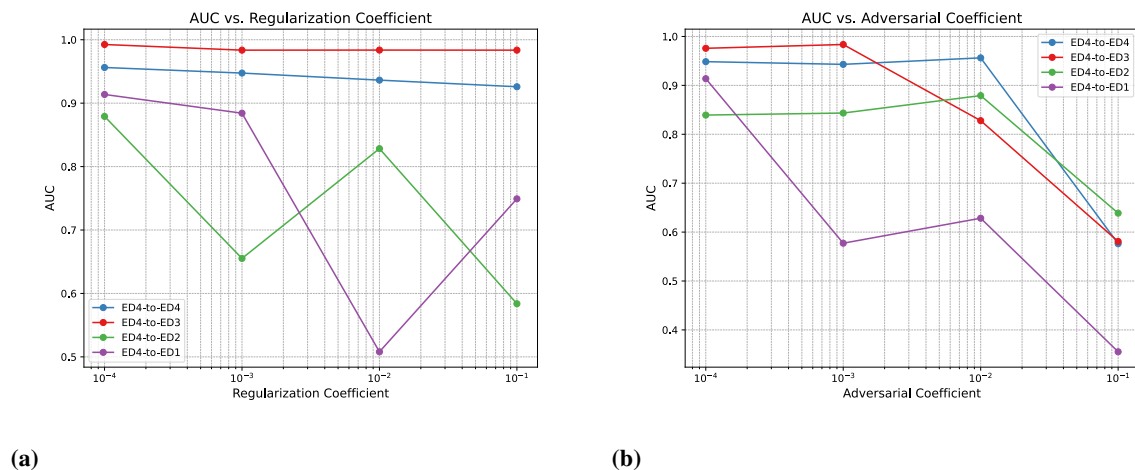 AUC vs. Regularization Coefficient
AUC
1.0
0.9
0.8
0.7
0.6
0.5
ED4-to-ED4
ED4-to-ED3
ED4-to-ED2
ED4-to-ED1
10⁻⁴
10⁻³
10⁻²
10⁻¹
Regularization Coefficient
(a)
AUC vs. Adversarial Coefficient
AUC
1.0
0.9
0.8
0.7
0.6
0.5
0.4
ED4-to-ED4
ED4-to-ED3
ED4-to-ED2
ED4-to-ED1
10⁻⁴
10⁻³
10⁻²
10⁻¹
Adversarial Coefficient
(b)